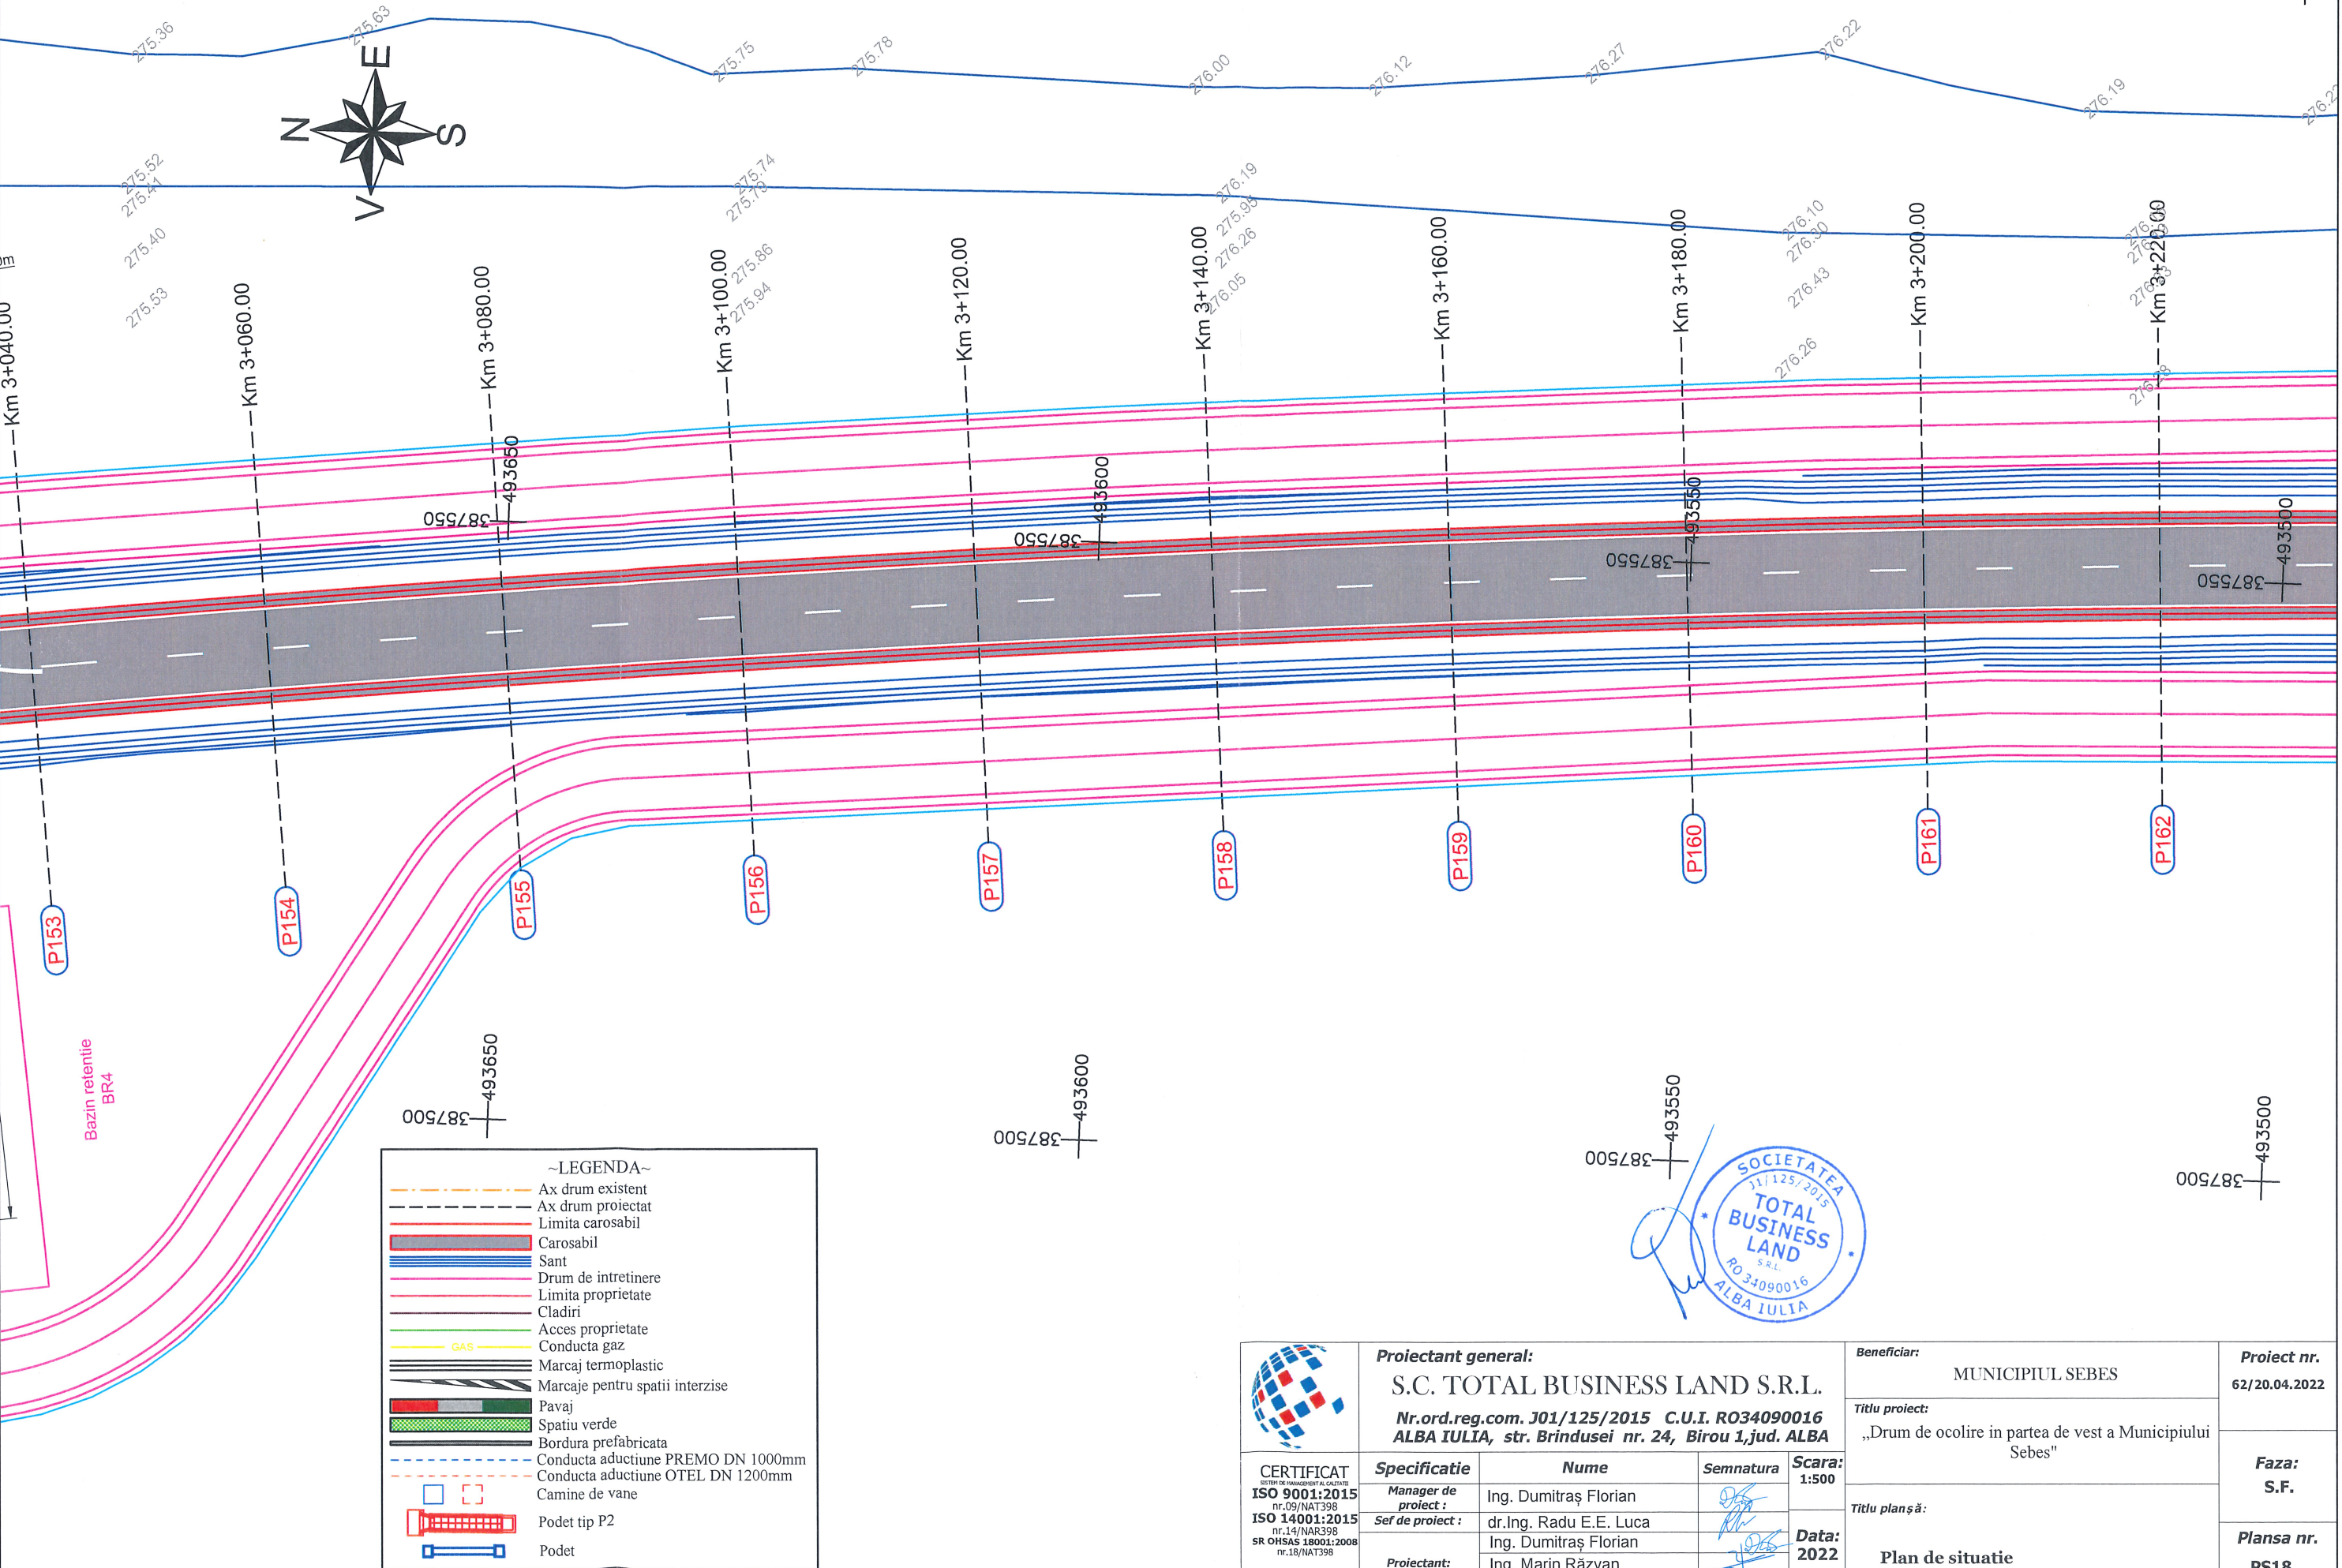 275.36
275.63
275.75
275.78
276.00
276.12
276.27
276.22
276.19
E
N
S
V
275.52
275.41
275.40
275.53
275.74
275.79
275.86
275.94
276.19
275.95
276.26
276.05
276.10
276.30
276.43
276.26
276.28
Km 3+040.00
Km 3+060.00
Km 3+080.00
Km 3+100.00
Km 3+120.00
Km 3+140.00
Km 3+160.00
Km 3+180.00
Km 3+200.00
Km 3+220.00
387550
493650
387550
493600
387550
493550
387550
493500
P153
P154
P155
P156
P157
P158
P159
P160
P161
P162
Bazin retentie
BR4
387500
493650
387500
493600
387500
493550
387500
493500
~LEGENDA~
Ax drum existent
Ax drum proiectat
Limita carosabil
Carosabil
Sant
Drum de intretinere
Limita proprietate
Cladiri
Acces proprietate
GAS
Conducta gaz
Marcaj termoplastic
Marcaje pentru spatii interzise
Pavaj
Spatiu verde
Bordura prefabricata
Conducta aductiune PREMO DN 1000mm
Conducta aductiune OTEL DN 1200mm
Camine de vane
Podet tip P2
Podet
SOCIETATEA
J1/125/2015
TOTAL
BUSINESS
LAND
S.R.L.
RO 34090016
ALBA IULIA
Proiectant general:
S.C. TOTAL BUSINESS LAND S.R.L.
Nr.ord.reg.com. J01/125/2015 C.U.I. RO34090016
ALBA IULIA, str. Brindusei nr. 24, Birou 1,jud. ALBA
CERTIFICAT
SISTEM DE MANAGEMENT AL CALITATII
ISO 9001:2015
nr.09/NAT398
ISO 14001:2015
nr.14/NAR398
SR OHSAS 18001:2008
nr.18/NAT398
Specificatie
Nume
Semnatura
Scara:
1:500
Manager de
proiect :
Ing. Dumitraș Florian
Sef de proiect :
dr.Ing. Radu E.E. Luca
Proiectant:
Ing. Dumitraș Florian
Ing. Marin Răzvan
Data:
2022
Beneficiar:
MUNICIPIUL SEBES
Titlu proiect:
„Drum de ocolire in partea de vest a Municipiului
Sebes"
Titlu planșă:
Plan de situatie
Proiect nr.
62/20.04.2022
Faza:
S.F.
Plansa nr.
PS18